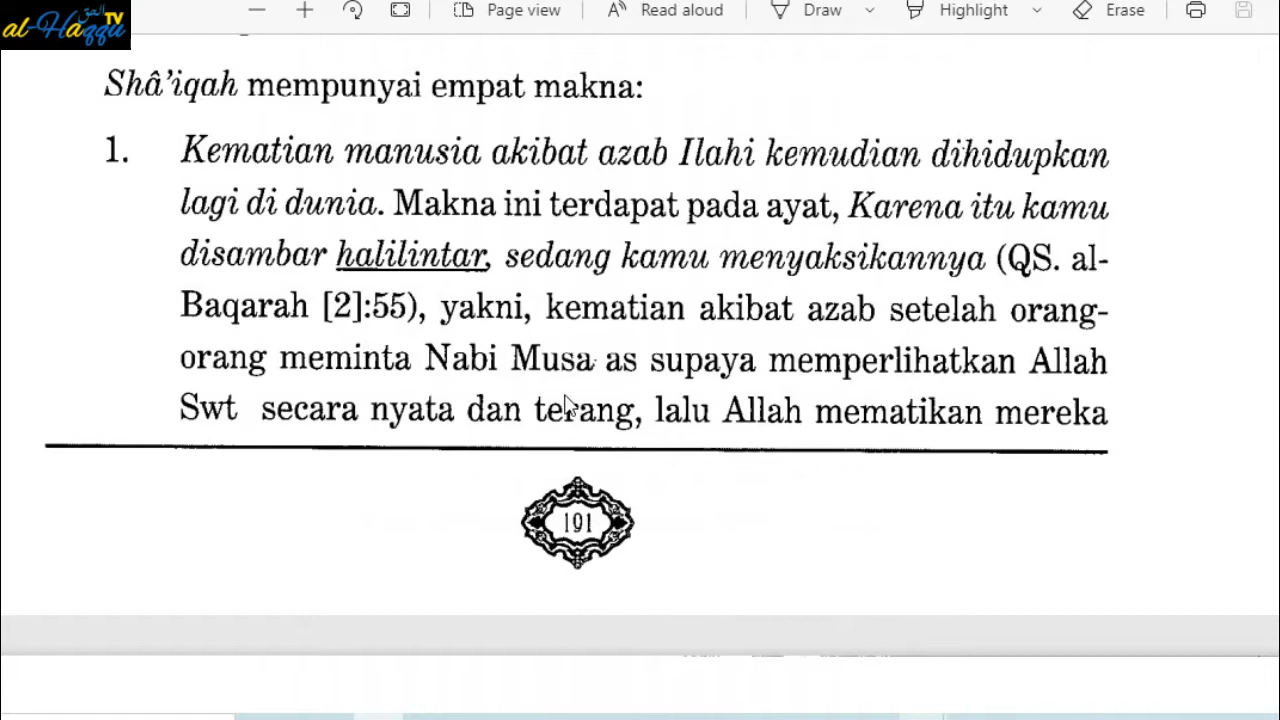 الحق
TV
al-Haqqu
Page view
Read aloud
Draw
Highlight
Erase
Shâ’iqah mempunyai empat makna:
1. Kematian manusia akibat azab Ilahi kemudian dihidupkan
lagi di dunia. Makna ini terdapat pada ayat, Karena itu kamu
disambar halilintar, sedang kamu menyaksikannya (QS. al-
Baqarah [2]:55), yakni, kematian akibat azab setelah orang-
orang meminta Nabi Musa as supaya memperlihatkan Allah
Swt secara nyata dan terang, lalu Allah mematikan mereka
191